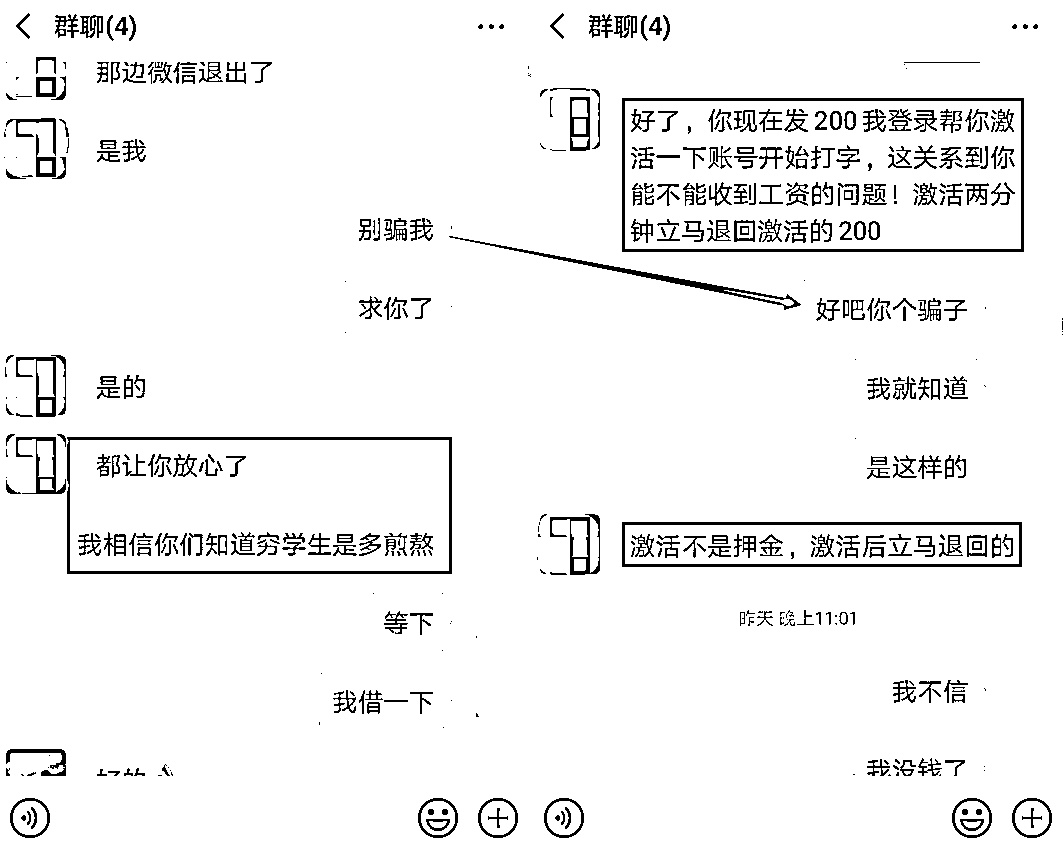 群聊(4)
那边微信退出了
是我
别骗我
求你了
是的
都让你放心了
我相信你们知道穷学生是多煎熬
等下
我借一下
好的
群聊(4)
好了，你现在发 200 我登录帮你激
活一下账号开始打字，这关系到你
能不能收到工资的问题！激活两分
钟立马退回激活的 200
好吧你个骗子
我就知道
是这样的
激活不是押金，激活后立马退回的
昨天 晚上11:01
我不信
我没钱了